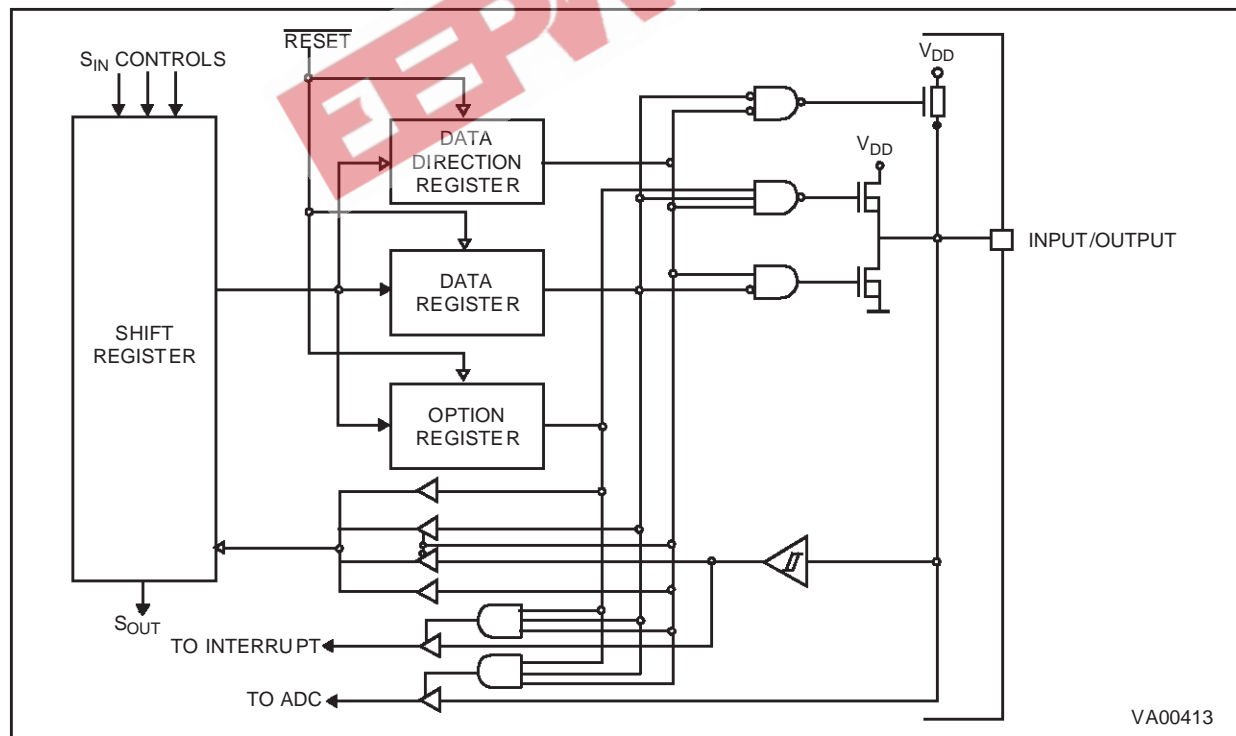 RESET
S_IN CONTROLS
V_DD
DATA
DIRECTION
REGISTER
V_DD
INPUT/OUTPUT
DATA
REGISTER
SHIFT
REGISTER
OPTION
REGISTER
S_OUT
TO INTERRUPT
TO ADC
VA00413